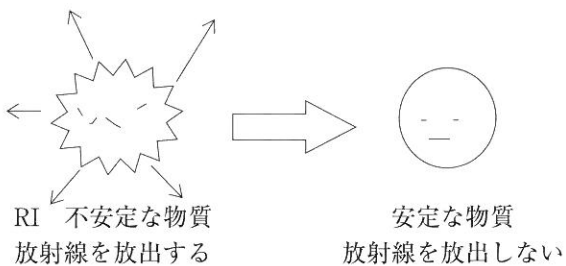 RI 不安定な物質
放射線を放出する
安定な物質
放射線を放出しない